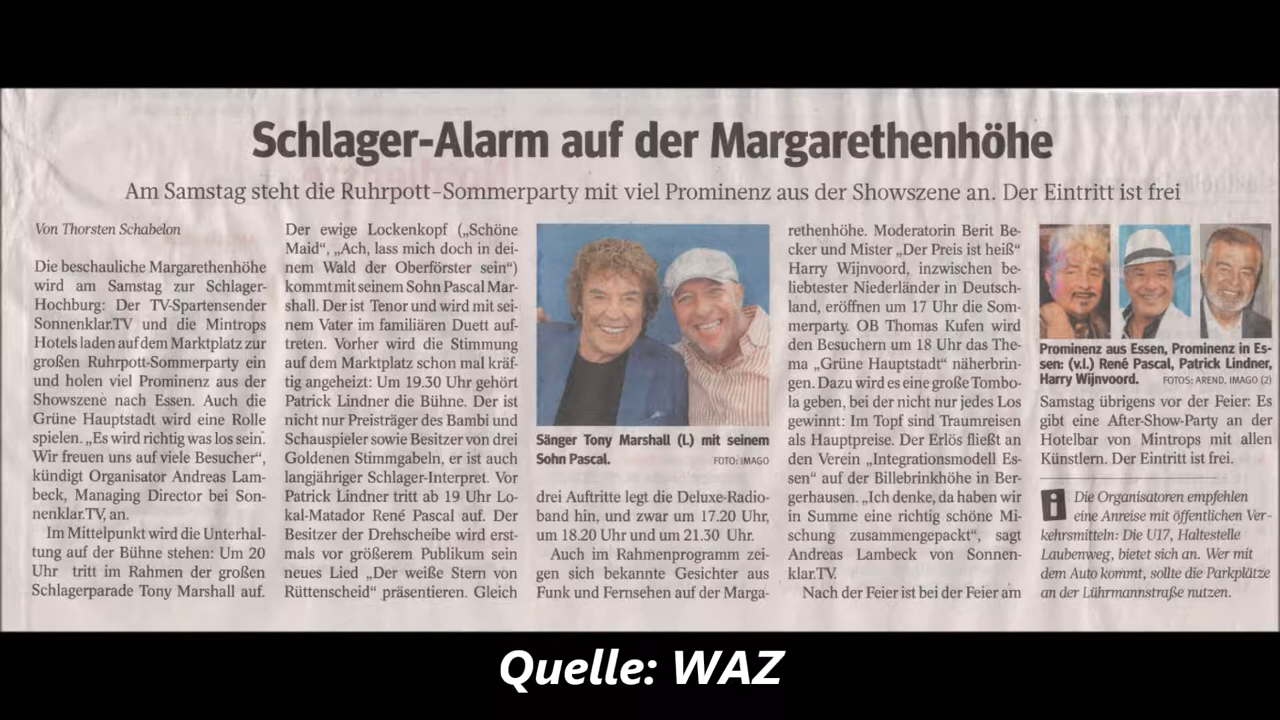 Schlager-Alarm auf der Margarethenhöhe
Am Samstag steht die Ruhrpott-Sommerparty mit viel Prominenz aus der Showszene an. Der Eintritt ist frei
Von Thorsten Schabelon
Die beschauliche Margarethenhöhe
wird am Samstag zur Schlager-
Hochburg: Der TV-Spartensender
Sonnenklar.TV und die Mintrops
Hotels laden auf dem Marktplatz zur
großen Ruhrpott-Sommerparty ein
und holen viel Prominenz aus der
Showszene nach Essen. Auch die
Grüne Hauptstadt wird eine Rolle
spielen. „Es wird richtig was los sein.
Wir freuen uns auf viele Besucher“,
kündigt Organisator Andreas Lam-
beck, Managing Director bei Son-
nenklar.TV, an.
Im Mittelpunkt wird die Unterhal-
tung auf der Bühne stehen: Um 20
Uhr tritt im Rahmen der großen
Schlagerparade Tony Marshall auf.
Der ewige Lockenkopf („Schöne
Maid“, „Ach, lass mich doch in dei-
nem Wald der Oberförster sein“)
kommt mit seinem Sohn Pascal Mar-
shall. Der ist Tenor und wird mit sei-
nem Vater im familiären Duett auf-
treten. Vorher wird die Stimmung
auf dem Marktplatz schon mal kräf-
tig angeheizt: Um 19.30 Uhr gehört
Patrick Lindner die Bühne. Der ist
nicht nur Preisträger des Bambi und
Schauspieler sowie Besitzer von drei
Goldenen Stimmgabeln, er ist auch
langjähriger Schlager-Interpret. Vor
Patrick Lindner tritt ab 19 Uhr Lo-
kal-Matador René Pascal auf. Der
Besitzer der Drehscheibe wird erst-
mals vor größerem Publikum sein
neues Lied „Der weiße Stern von
Rüttenscheid“ präsentieren. Gleich
Sänger Tony Marshall (l.) mit seinem
Sohn Pascal. FOTO: IMAGO
drei Auftritte legt die Deluxe-Radio-
band hin, und zwar um 17.20 Uhr,
um 18.20 Uhr und um 21.30 Uhr.
Auch im Rahmenprogramm zei-
gen sich bekannte Gesichter aus
Funk und Fernsehen auf der Marga-
rethenhöhe. Moderatorin Berit Be-
cker und Mister „Der Preis ist heiß“
Harry Wijnvoord, inzwischen be-
liebtester Niederländer in Deutsch-
land, eröffnen um 17 Uhr die Som-
merparty. OB Thomas Kufen wird
den Besuchern um 18 Uhr das The-
ma „Grüne Hauptstadt“ näherbrin-
gen. Dazu wird es eine große Tombo-
la geben, bei der nicht nur jedes Los
gewinnt: Im Topf sind Traumreisen
als Hauptpreise. Der Erlös fließt an
den Verein „Integrationsmodell Es-
sen“ auf der Billebrinkhöhe in Ber-
gerhausen. „Ich denke, da haben wir
in Summe eine richtig schöne Mi-
schung zusammengepackt“, sagt
Andreas Lambeck von Sonnen-
klar.TV.
Nach der Feier ist bei der Feier am
Prominenz aus Essen, Prominenz in Es-
sen: (v.l.) René Pascal, Patrick Lindner,
Harry Wijnvoord. FOTOS: AREND, IMAGO (2)
Samstag übrigens vor der Feier: Es
gibt eine After-Show-Party an der
Hotelbar von Mintrops mit allen
Künstlern. Der Eintritt ist frei.
i Die Organisatoren empfehlen
eine Anreise mit öffentlichen Ver-
kehrsmitteln: Die U17, Haltestelle
Laubenweg, bietet sich an. Wer mit
dem Auto kommt, sollte die Parkplätze
an der Lührmannstraße nutzen.
Quelle: WAZ